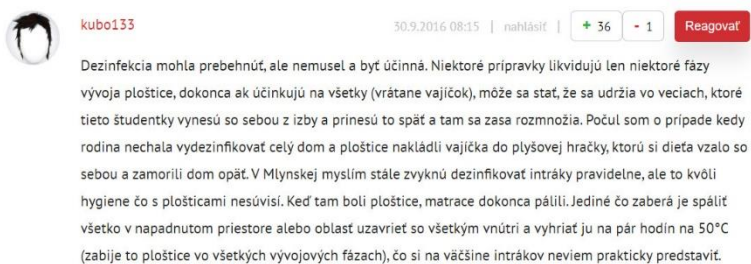 kubo133
30.9.2016 08:15 | nahlásiť | + 36 - 1 Reagovať
Dezinfekcia mohla prebehnúť, ale nemusel a byť účinná. Niektoré prípravky likvidujú len niektoré fázy
vývoja ploštice, dokonca ak účinkujú na všetky (vrátane vajíčok), môže sa stať, že sa udržia vo veciach, ktoré
tieto študentky vynesú so sebou z izby a prinesú to späť a tam sa zasa rozmnožia. Počul som o prípade kedy
rodina nechala vydezinfikovať celý dom a ploštice nakládli vajíčka do plyšovej hračky, ktorú si dieťa vzalo so
sebou a zamorili dom opäť. V Mlynskej myslím stále zvyknú dezinfikovať intráky pravidelne, ale to kvôli
hygiene čo s plošticami nesúvisí. Keď tam boli ploštice, matrace dokonca pálili. Jediné čo zaberá je spáliť
všetko v napadnutom priestore alebo oblasť uzavrieť so všetkým vnútri a vyhriať ju na pár hodín na 50°C
(zabije to ploštice vo všetkých vývojových fázach), čo si na väčšine intrákov neviem prakticky predstaviť.